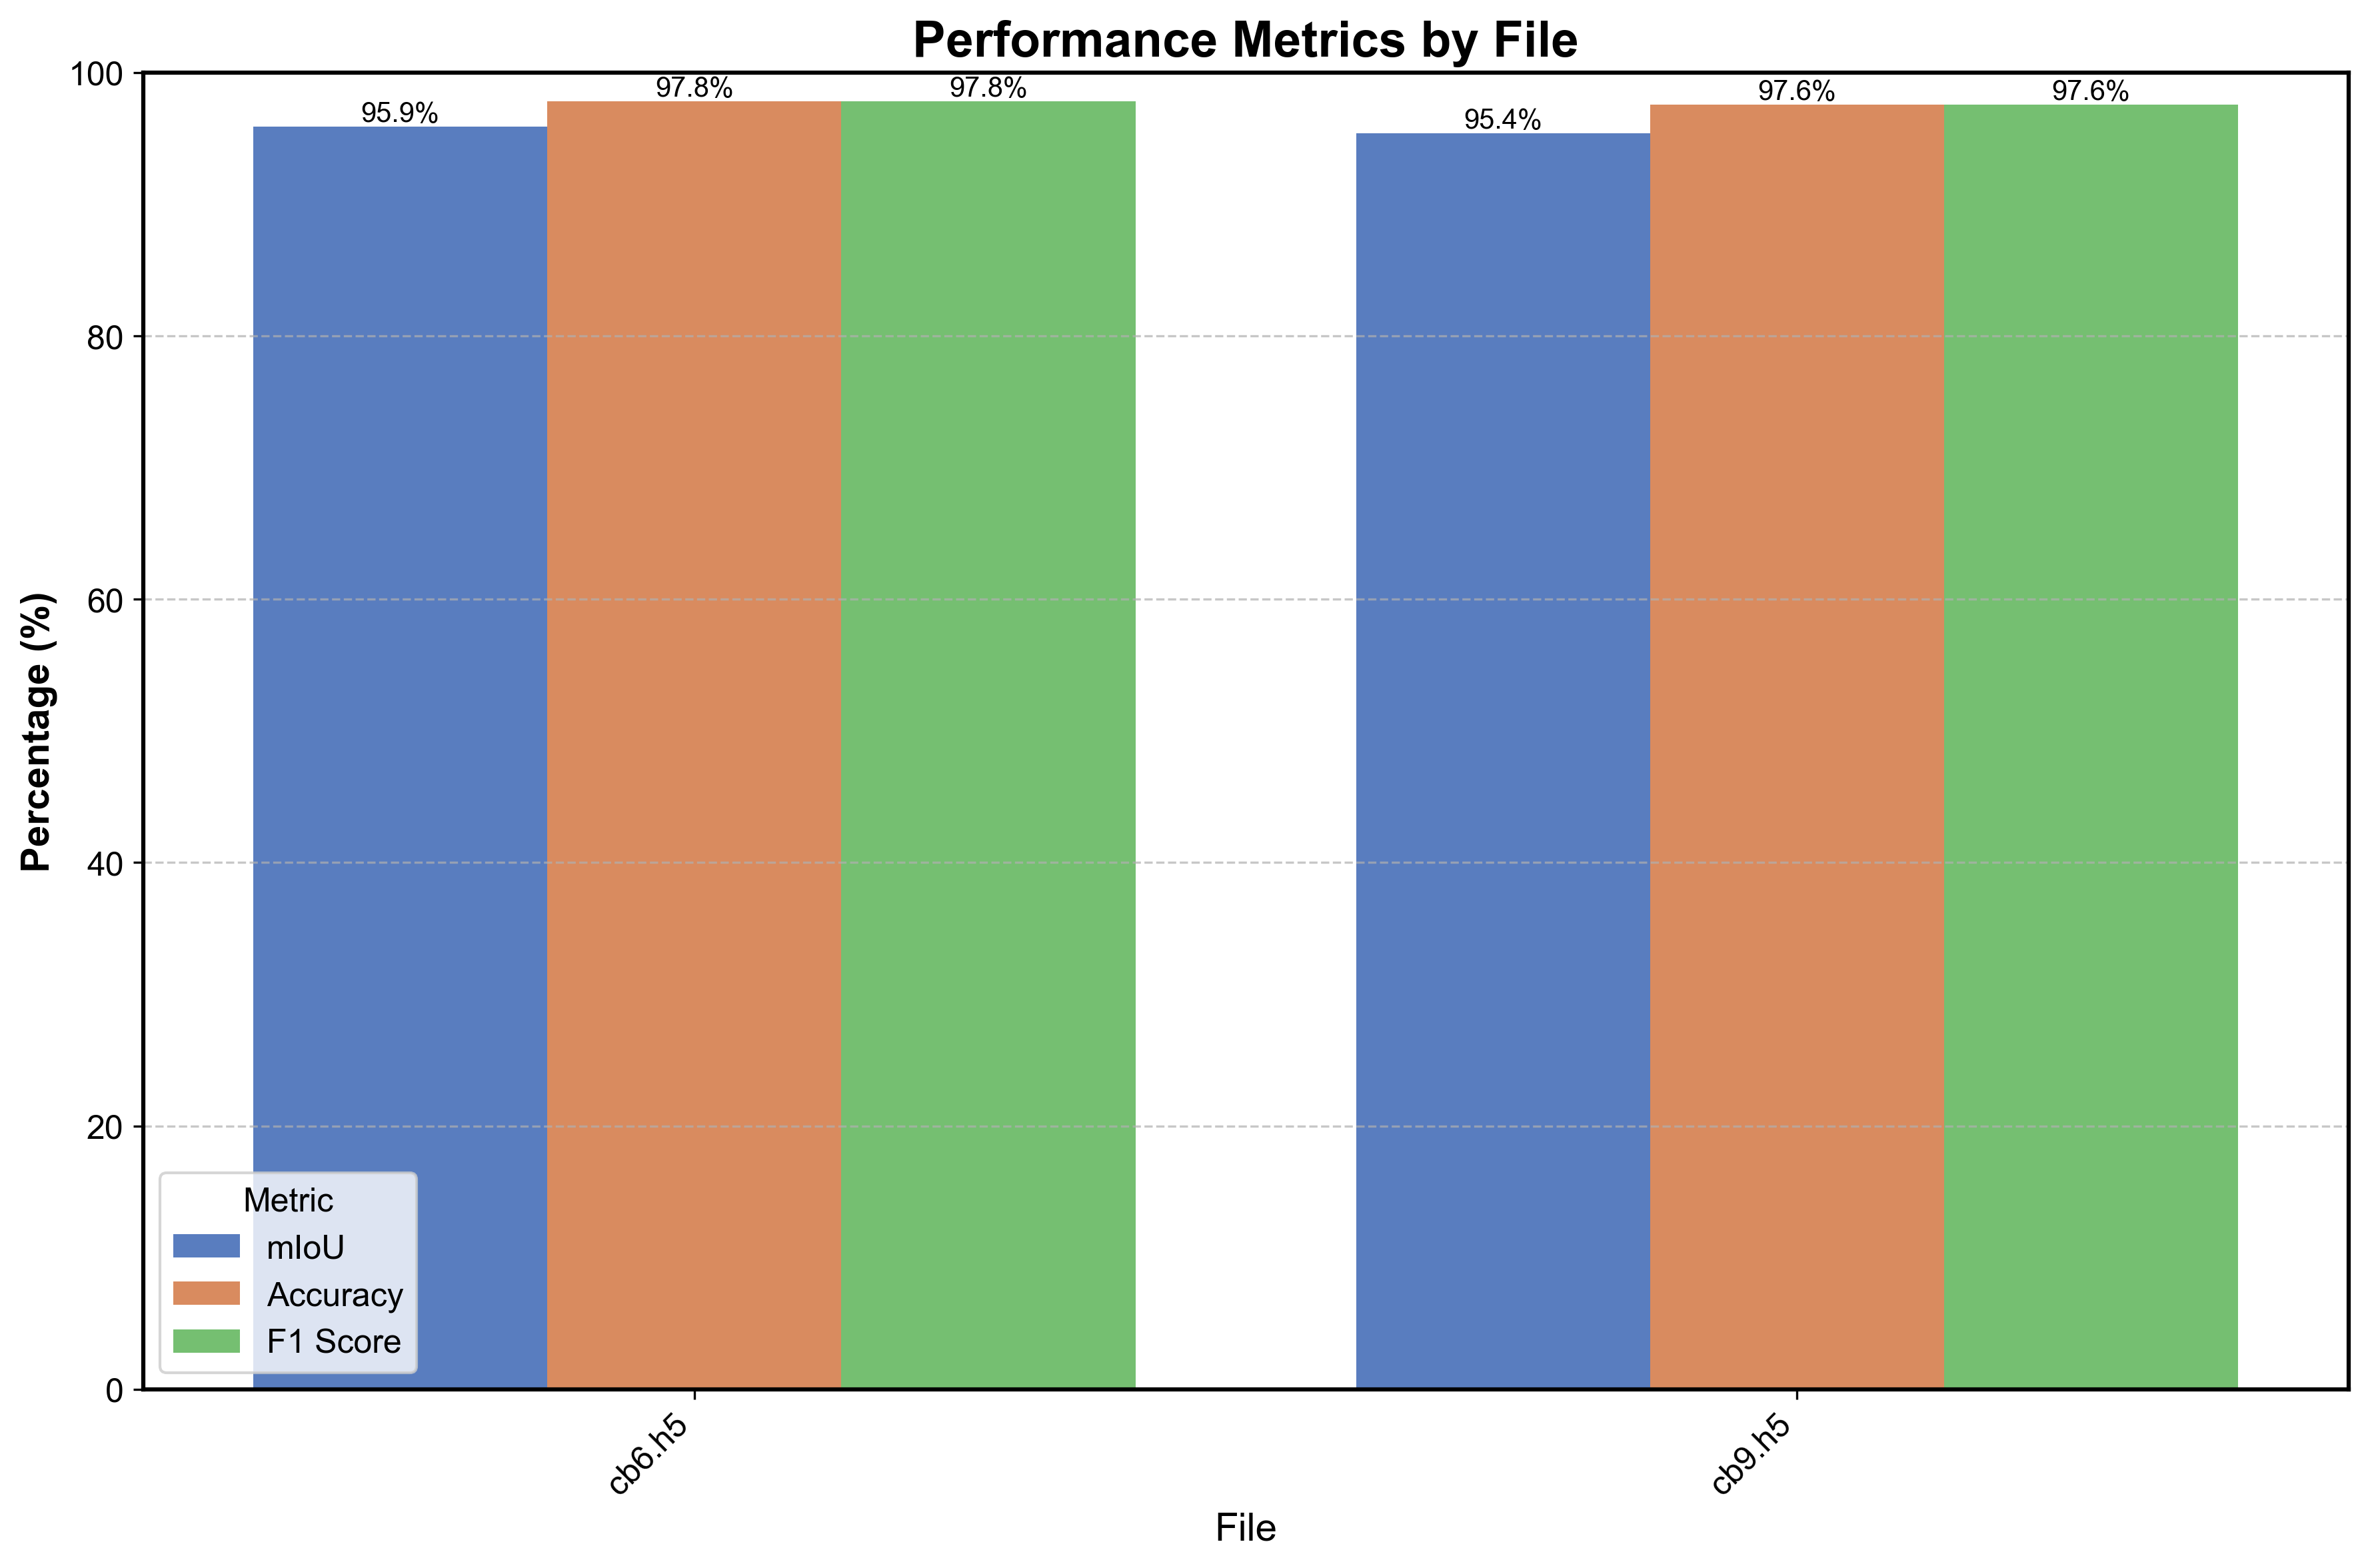 Performance Metrics by File
Percentage (%)
100
80
60
40
20
0
95.9%
97.8%
97.8%
95.4%
97.6%
97.6%
Metric
mIoU
Accuracy
F1 Score
cb6.h5
cb9.h5
File